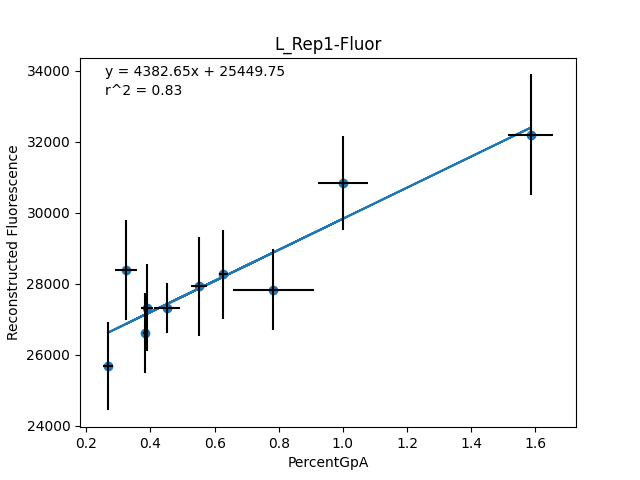 L_Rep1-Fluor
y = 4382.65x + 25449.75
r^2 = 0.83
34000
32000
30000
28000
26000
24000
Reconstructed Fluorescence
0.2 0.4 0.6 0.8 1.0 1.2 1.4 1.6
PercentGpA